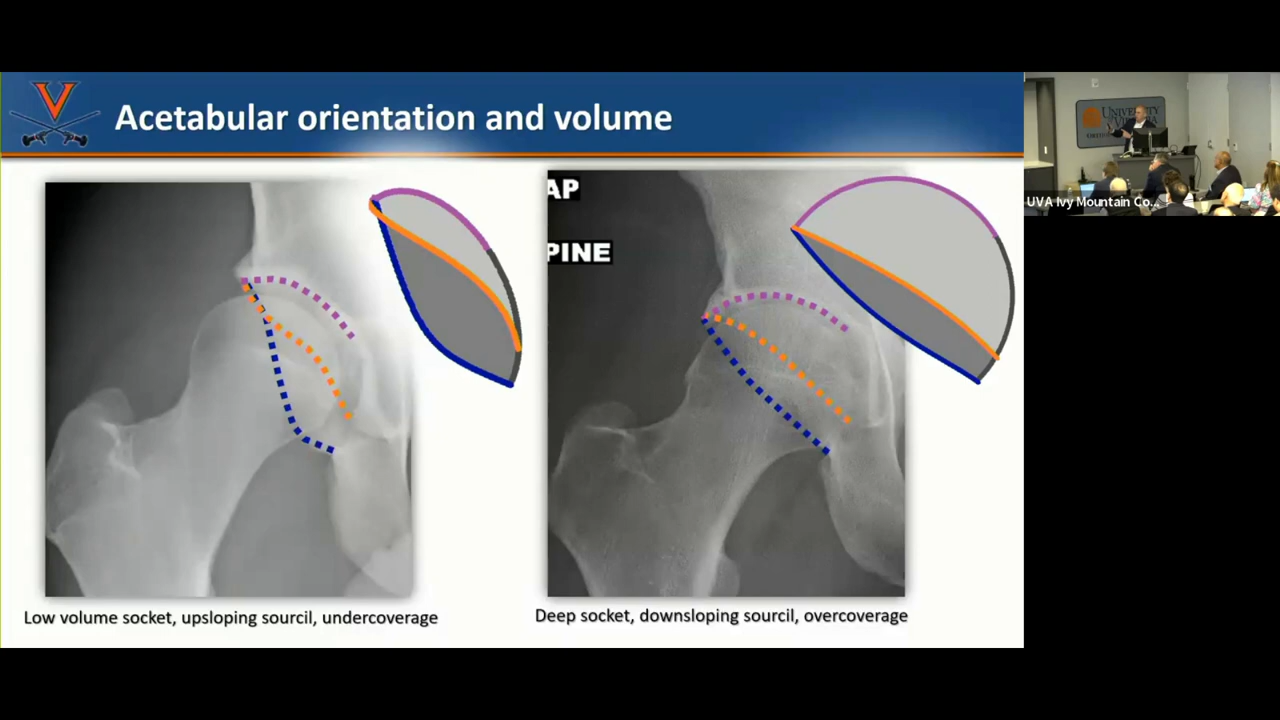 Acetabular orientation and volume
AP
PINE
Low volume socket, upsloping sourcil, undercoverage
Deep socket, downsloping sourcil, overcoverage
UNIVERSITY
UVA Ivy Mountain Co...